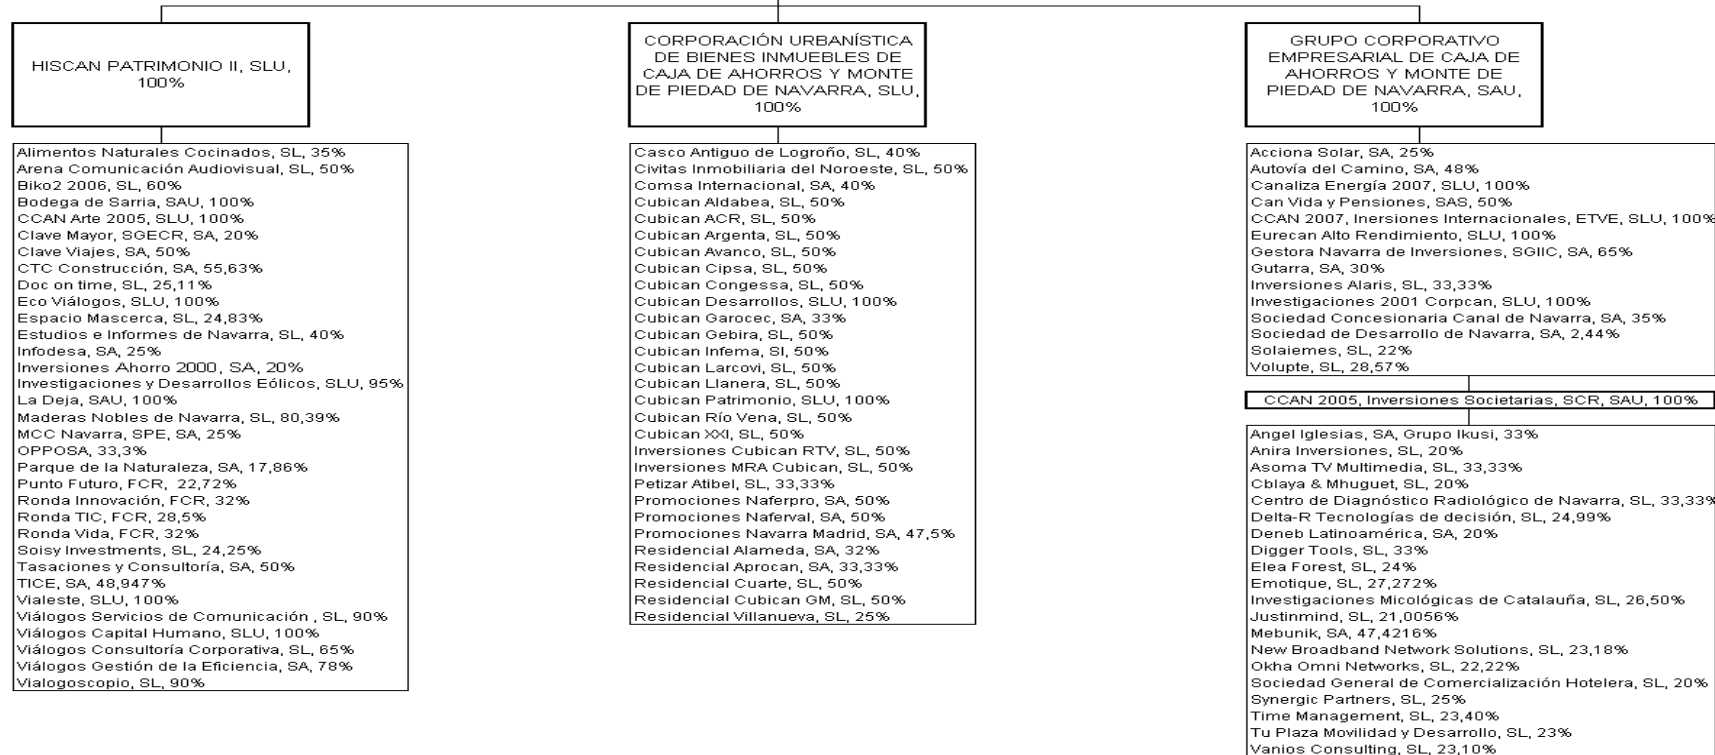 HISCAN PATRIMONIO II, SLU,
100%
Alimentos Naturales Cocinados, SL, 35%
Arena Comunicación Audiovisual, SL, 50%
Biko2 2006, SL, 60%
Bodega de Sarria, SAU, 100%
CCAN Arte 2005, SLU, 100%
Clave Mayor, SGECR, SA, 20%
Clave Viajes, SA, 50%
CTC Construcción, SA, 55,63%
Doc on time, SL, 25,11%
Eco Viálogos, SLU, 100%
Espacio Mascerca, SL, 24,83%
Estudios e Informes de Navarra, SL, 40%
Infodesa, SA, 25%
Inversiones Ahorro 2000, SA, 20%
Investigaciones y Desarrollos Eólicos, SLU, 95%
La Deja, SAU, 100%
Maderas Nobles de Navarra, SL, 80,39%
MCC Navarra, SPE, SA, 25%
OPPOSA, 33,3%
Parque de la Naturaleza, SA, 17,86%
Punto Futuro, FCR, 22,72%
Ronda Innovación, FCR, 32%
Ronda TIC, FCR, 28,5%
Ronda Vida, FCR, 32%
Soisy Investments, SL, 24,25%
Tasaciones y Consultoría, SA, 50%
TICE, SA, 48,947%
Vialeste, SLU, 100%
Viálogos Servicios de Comunicación , SL, 90%
Viálogos Capital Humano, SLU, 100%
Viálogos Consultoría Corporativa, SL, 65%
Viálogos Gestión de la Eficiencia, SA, 78%
Vialogoscopio, SL, 90%
CORPORACIÓN URBANÍSTICA
DE BIENES INMUEBLES DE
CAJA DE AHORROS Y MONTE
DE PIEDAD DE NAVARRA, SLU,
100%
Casco Antiguo de Logroño, SL, 40%
Civitas Inmobiliaria del Noroeste, SL, 50%
Comsa Internacional, SA, 40%
Cubican Aldabea, SL, 50%
Cubican ACR, SL, 50%
Cubican Argenta, SL, 50%
Cubican Avanco, SL, 50%
Cubican Cipsa, SL, 50%
Cubican Congessa, SL, 50%
Cubican Desarrollos, SLU, 100%
Cubican Garocec, SA, 33%
Cubican Gebira, SL, 50%
Cubican Infema, Sl, 50%
Cubican Larcovi, SL, 50%
Cubican Llanera, SL, 50%
Cubican Patrimonio, SLU, 100%
Cubican Río Vena, SL, 50%
Cubican XXI, SL, 50%
Inversiones Cubican RTV, SL, 50%
Inversiones MRA Cubican, SL, 50%
Petizar Atibel, SL, 33,33%
Promociones Naferpro, SA, 50%
Promociones Naferval, SA, 50%
Promociones Navarra Madrid, SA, 47,5%
Residencial Alameda, SA, 32%
Residencial Aprocan, SA, 33,33%
Residencial Cuarte, SL, 50%
Residencial Cubican GM, SL, 50%
Residencial Villanueva, SL, 25%
GRUPO CORPORATIVO
EMPRESARIAL DE CAJA DE
AHORROS Y MONTE DE
PIEDAD DE NAVARRA, SAU,
100%
Acciona Solar, SA, 25%
Autovía del Camino, SA, 48%
Canaliza Energía 2007, SLU, 100%
Can Vida y Pensiones, SAS, 50%
CCAN 2007, Inersiones Internacionales, ETVE, SLU, 100%
Eurecan Alto Rendimiento, SLU, 100%
Gestora Navarra de Inversiones, SGIIC, SA, 65%
Gutarra, SA, 30%
Inversiones Alaris, SL, 33,33%
Investigaciones 2001 Corpcan, SLU, 100%
Sociedad Concesionaria Canal de Navarra, SA, 35%
Sociedad de Desarrollo de Navarra, SA, 2,44%
Solaiemes, SL, 22%
Volupte, SL, 28,57%
CCAN 2005, Inversiones Societarias, SCR, SAU, 100%
Angel Iglesias, SA, Grupo Ikusi, 33%
Anira Inversiones, SL, 20%
Asoma TV Multimedia, SL, 33,33%
Cblaya & Mhuguet, SL, 20%
Centro de Diagnóstico Radiológico de Navarra, SL, 33,33%
Delta-R Tecnologías de decisión, SL, 24,99%
Deneb Latinoamérica, SA, 20%
Digger Tools, SL, 33%
Elea Forest, SL, 24%
Emotique, SL, 27,272%
Investigaciones Micológicas de Catalauña, SL, 26,50%
Justinmind, SL, 21,0056%
Mebunik, SA, 47,4216%
New Broadband Network Solutions, SL, 23,18%
Okha Omni Networks, SL, 22,22%
Sociedad General de Comercialización Hotelera, SL, 20%
Synergic Partners, SL, 25%
Time Management, SL, 23,40%
Tu Plaza Movilidad y Desarrollo, SL, 23%
Vanios Consulting, SL, 23,10%